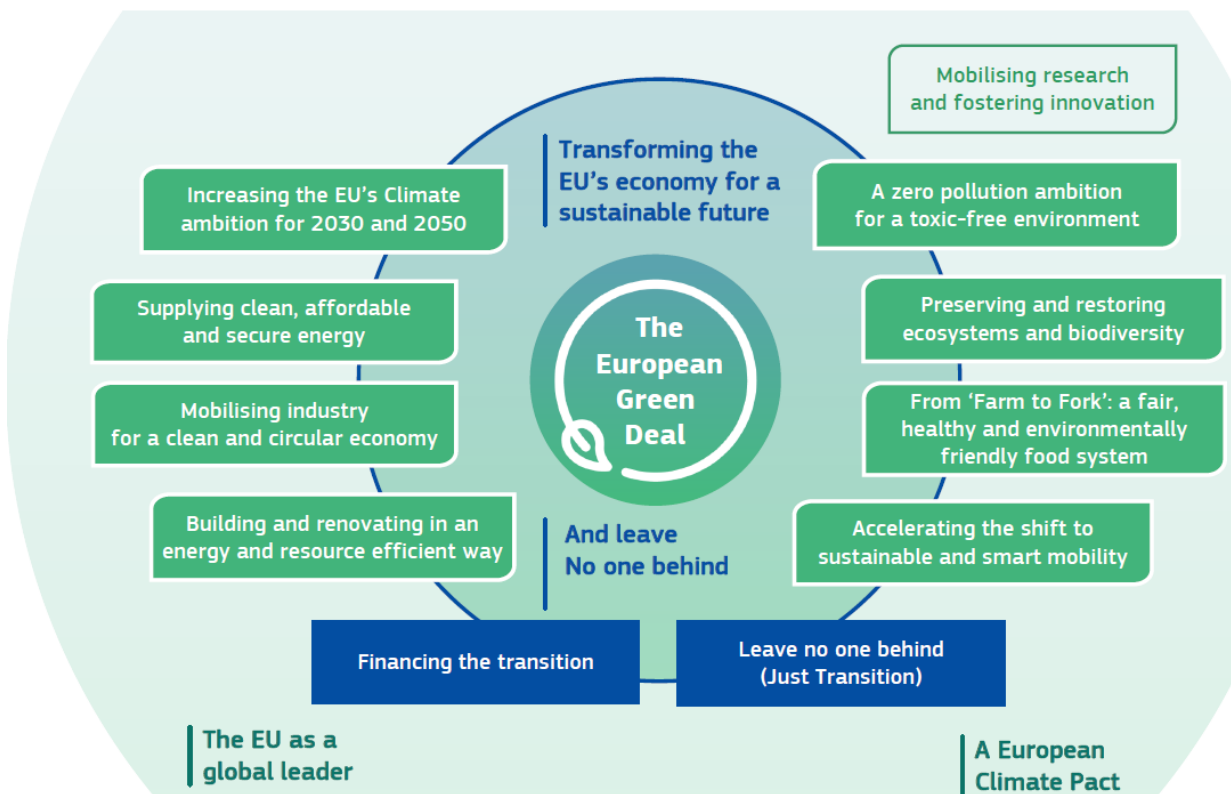 Mobilising research
and fostering innovation
Transforming the
EU's economy for a
sustainable future
Increasing the EU's Climate
ambition for 2030 and 2050
Supplying clean, affordable
and secure energy
Mobilising industry
for a clean and circular economy
Building and renovating in an
energy and resource efficient way
The
European
Green
Deal
A zero pollution ambition
for a toxic-free environment
Preserving and restoring
ecosystems and biodiversity
From ‘Farm to Fork’: a fair,
healthy and environmentally
friendly food system
Accelerating the shift to
sustainable and smart mobility
And leave
No one behind
Financing the transition
Leave no one behind
(Just Transition)
The EU as a
global leader
A European
Climate Pact